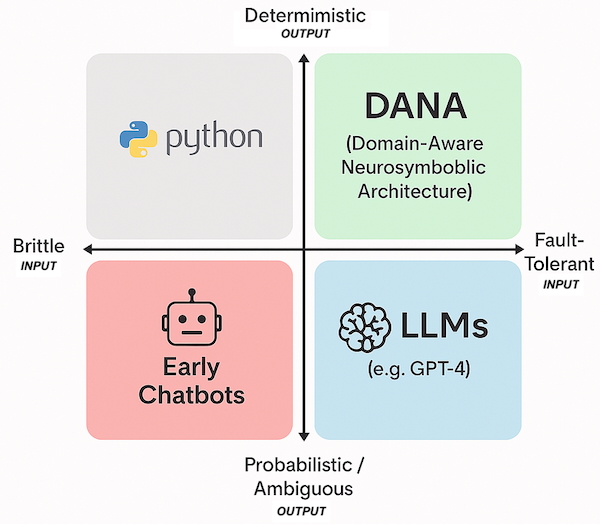 Determimistic
OUTPUT
python
DANA
(Domain-Aware
Neurosymboblic
Architecture)
Brittle
INPUT
Fault-
Tolerant
INPUT
Early
Chatbots
LLMs
(e.g. GPT-4)
Probabilistic /
Ambiguous
OUTPUT